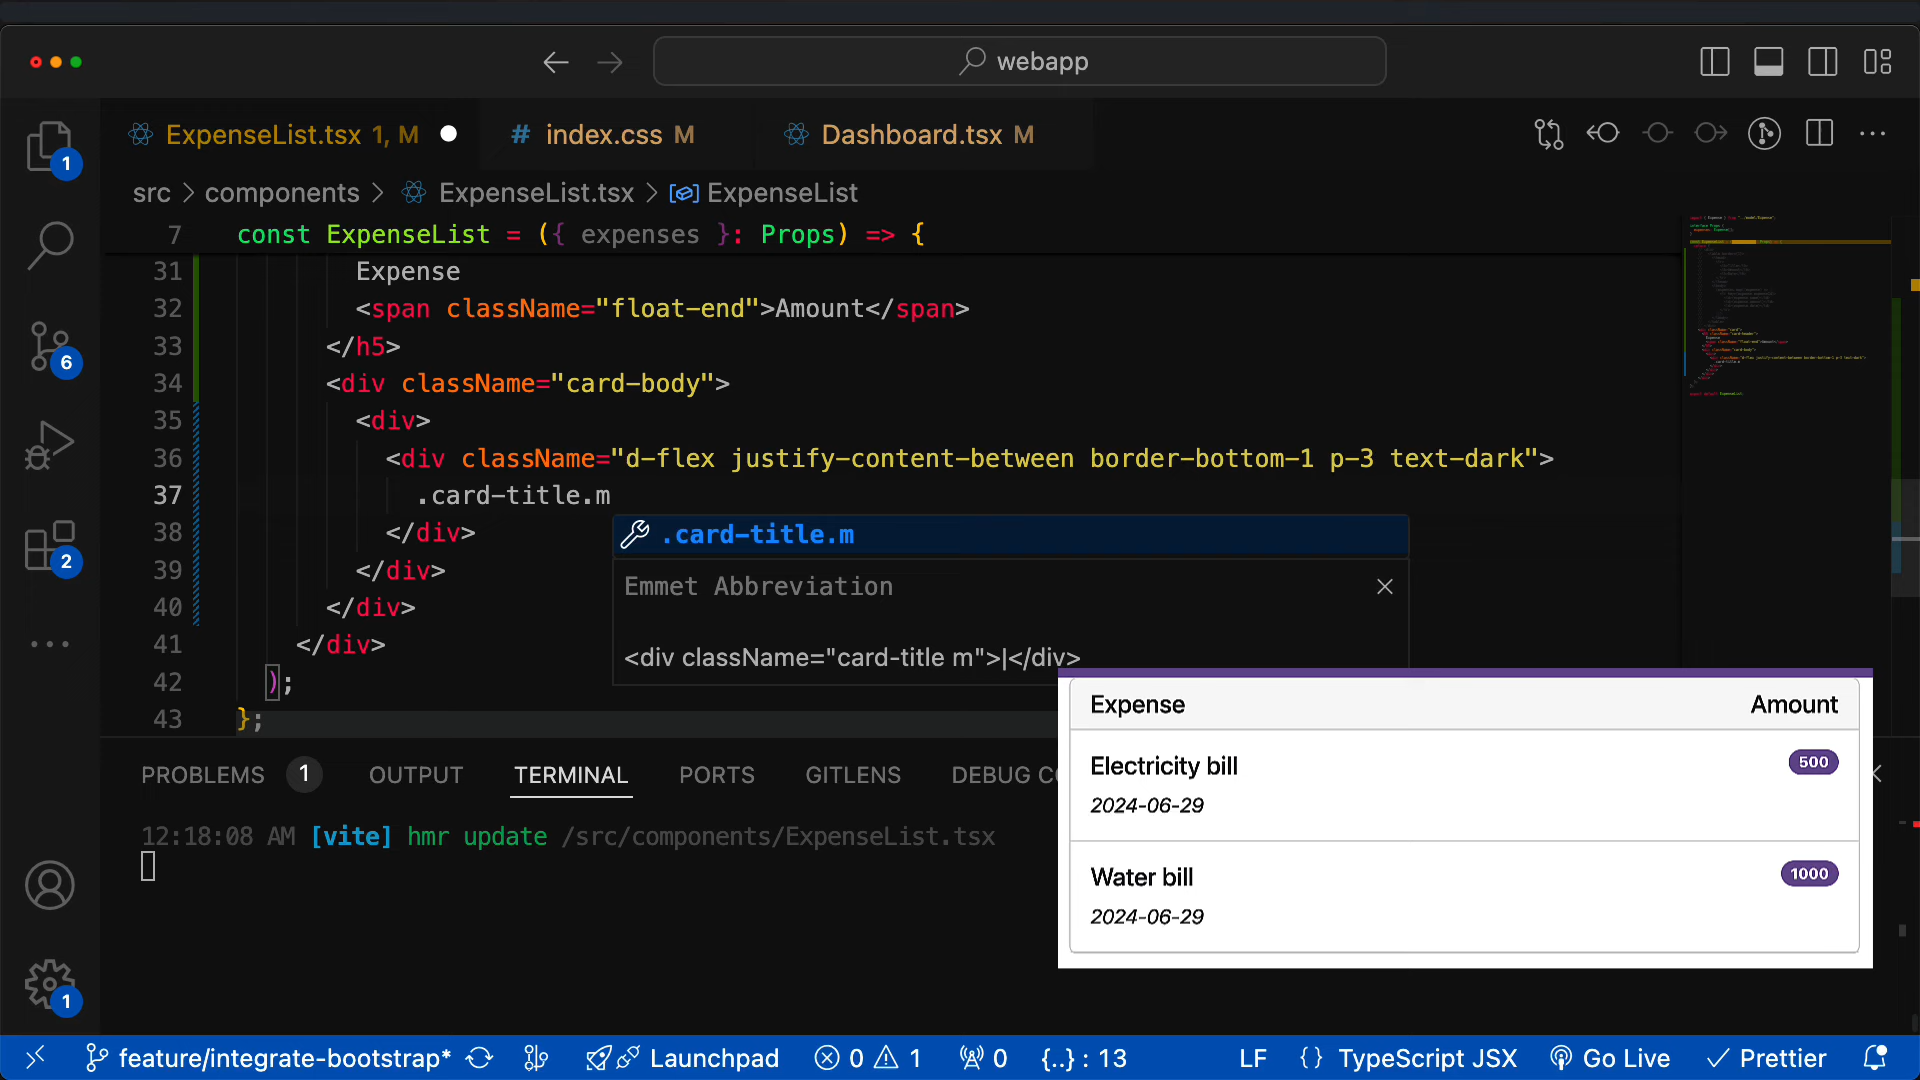 webapp
ExpenseList.tsx 1, M
# index.css M
Dashboard.tsx M
src > components > ExpenseList.tsx > ExpenseList
7 const ExpenseList = ({ expenses }: Props) => {
31 Expense
32 <span className="float-end">Amount</span>
33 </h5>
34 <div className="card-body">
35 <div>
36 <div className="d-flex justify-content-between border-bottom-1 p-3 text-dark">
37 .card-title.m
38 </div>
39 </div>
40 </div>
41 </div>
42 );
43 };
.card-title.m
Emmet Abbreviation
<div className="card-title m">|</div>
1
6
2
1
PROBLEMS 1 OUTPUT TERMINAL PORTS GITLENS DEBUG CO
12:18:08 AM [vite] hmr update /src/components/ExpenseList.tsx
Expense Amount
Electricity bill 500
2024-06-29
Water bill 1000
2024-06-29
feature/integrate-bootstrap* Launchpad 0 1 0 {..} : 13 LF {} TypeScript JSX Go Live Prettier